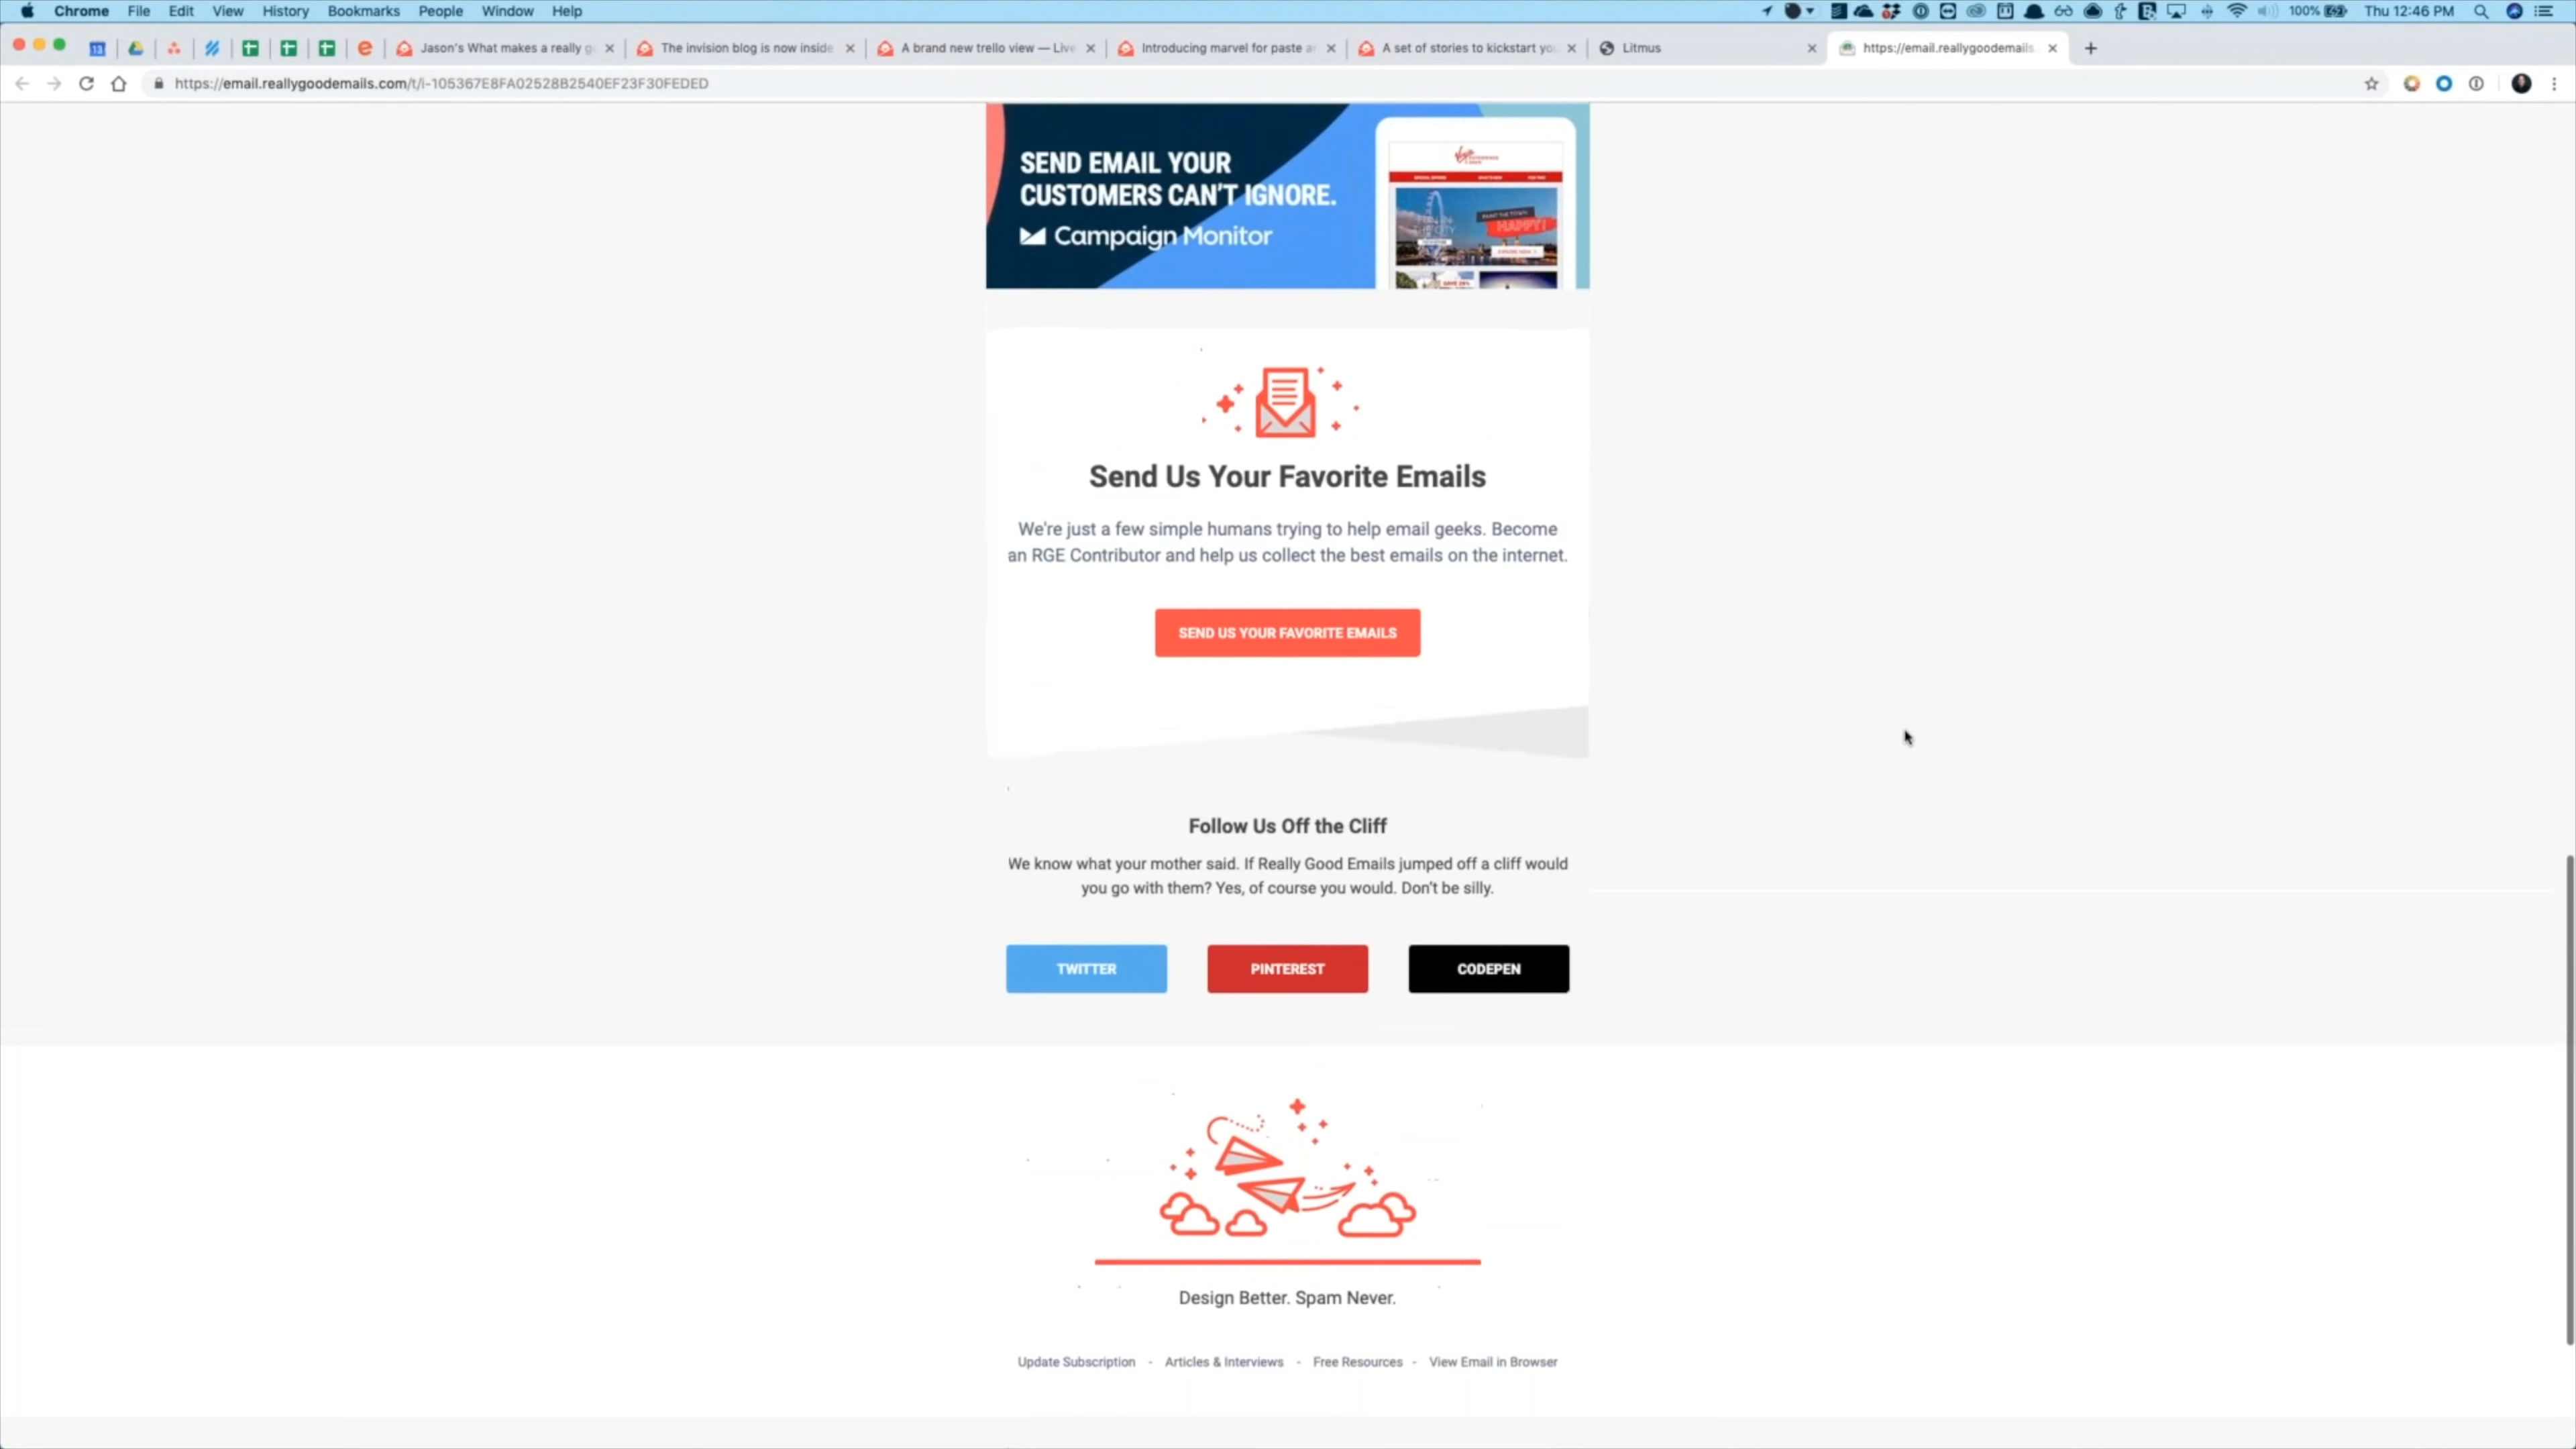 Chrome File Edit View History Bookmarks People Window Help
100% Thu 12:46 PM
13
Jason's What makes a really g
The invision blog is now inside
A brand new trello view — Live
Introducing marvel for paste a
A set of stories to kickstart yo
Litmus
https://email.reallygoodemails
https://email.reallygoodemails.com/t/i-105367E8FA02528B2540EF23F30FEDED
SEND EMAIL YOUR
CUSTOMERS CAN'T IGNORE.
Campaign Monitor
Virgin
PAINT THE TOWN
HAPPY!
Send Us Your Favorite Emails
We're just a few simple humans trying to help email geeks. Become
an RGE Contributor and help us collect the best emails on the internet.
SEND US YOUR FAVORITE EMAILS
Follow Us Off the Cliff
We know what your mother said. If Really Good Emails jumped off a cliff would
you go with them? Yes, of course you would. Don't be silly.
TWITTER PINTEREST CODEPEN
Design Better. Spam Never.
Update Subscription - Articles & Interviews - Free Resources - View Email in Browser